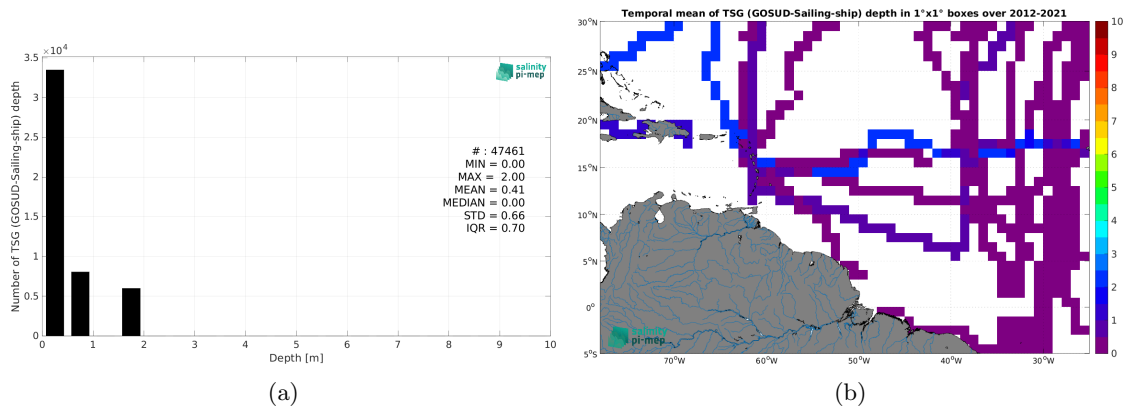 ×10⁴
3.5
3
2.5
2
1.5
1
0.5
0
Number of TSG (GOSUD-Sailing-ship) depth
salinity
pi-mep
# : 47461
MIN = 0.00
MAX = 2.00
MEAN = 0.41
MEDIAN = 0.00
STD = 0.66
IQR = 0.70
0 1 2 3 4 5 6 7 8 9 10
Depth [m]
(a)
Temporal mean of TSG (GOSUD-Sailing-ship) depth in 1°x1° boxes over 2012-2021
30°N
25°N
20°N
15°N
10°N
5°N
0°
5°S
70°W 60°W 50°W 40°W 30°W
salinity
pi-mep
10
9
8
7
6
5
4
3
2
1
0
(b)